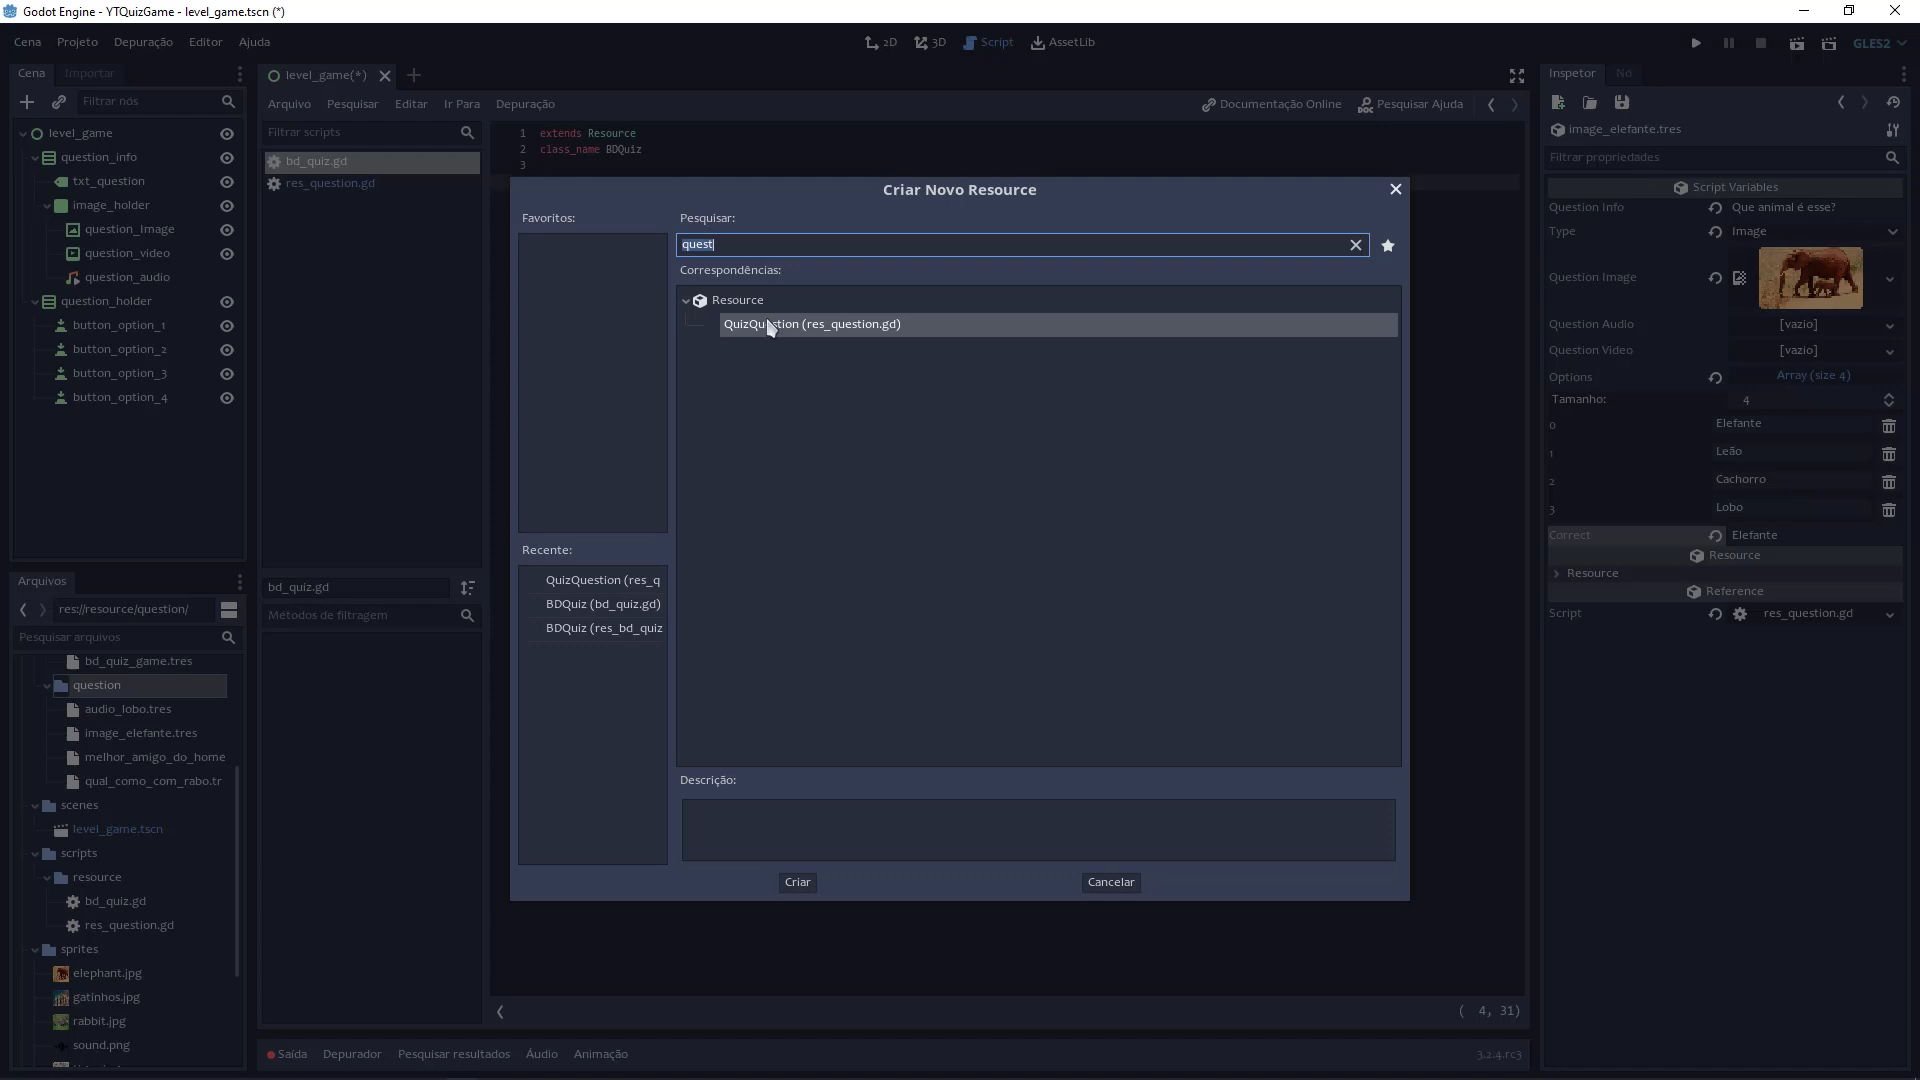 Godot Engine - YTQuizGame - level_game.tscn (*)
Cena Projeto Depuração Editor Ajuda
2D 3D Script AssetLib
GLES2
Cena Importar
Filtrar nós
level_game
question_info
txt_question
image_holder
question_Image
question_video
question_audio
question_holder
button_option_1
button_option_2
button_option_3
button_option_4
Arquivos
res://resource/question/
Pesquisar arquivos
bd_quiz_game.tres
question
audio_lobo.tres
image_elefante.tres
melhor_amigo_do_home
qual_como_com_rabo.tr
scenes
level_game.tscn
scripts
resource
bd_quiz.gd
res_question.gd
sprites
elephant.jpg
gatinhos.jpg
rabbit.jpg
sound.png
level_game(*)
Arquivo Pesquisar Editar Ir Para Depuração
Documentação Online Pesquisar Ajuda
Filtrar scripts
bd_quiz.gd
res_question.gd
bd_quiz.gd
Métodos de filtragem
1 extends Resource
2 class_name BDQuiz
3
Criar Novo Resource
Favoritos:
Pesquisar:
quest
Correspondências:
Resource
QuizQuestion (res_question.gd)
Recente:
QuizQuestion (res_q
BDQuiz (bd_quiz.gd)
BDQuiz (res_bd_quiz
Descrição:
Criar Cancelar
( 4, 31)
Saída Depurador Pesquisar resultados Áudio Animação
3.2.4.rc3
Inspetor Nó
image_elefante.tres
Filtrar propriedades
Script Variables
Question Info Que animal é esse?
Type Image
Question Image
Question Audio [vazio]
Question Video [vazio]
Options Array (size 4)
Tamanho: 4
0 Elefante
1 Leão
2 Cachorro
3 Lobo
Correct Elefante
Resource
Resource
Reference
Script res_question.gd